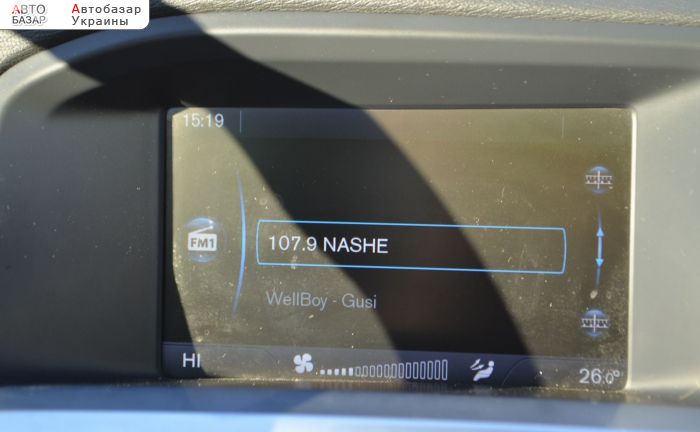 АВТО
БАЗАР
Автобазар
Украины
15:19
FM1
107.9 NASHE
WellBoy - Gusi
HI
26.0°